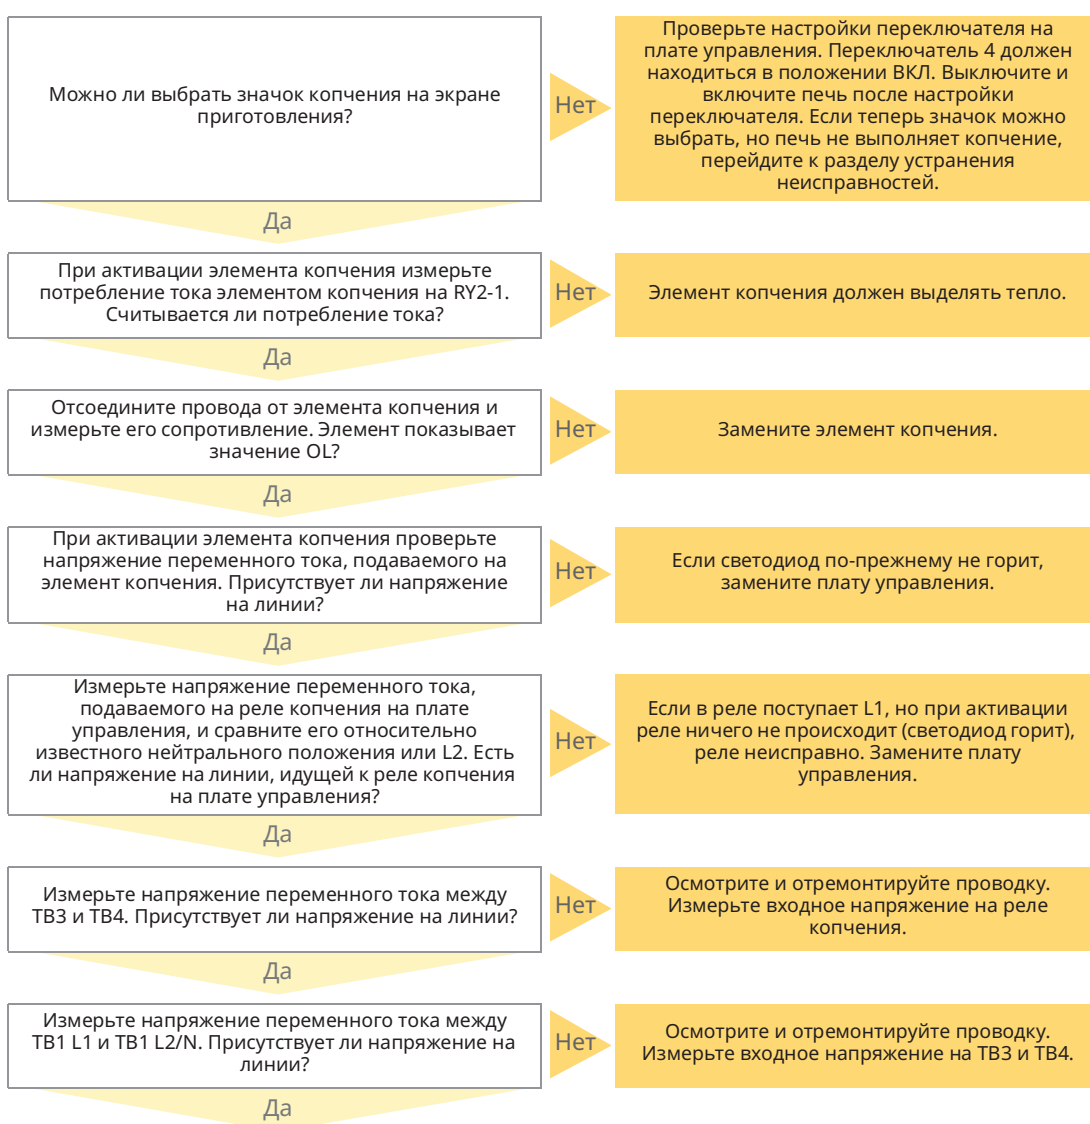 Можно ли выбрать значок копчения на экране
приготовления?
Нет
Проверьте настройки переключателя на
плате управления. Переключатель 4 должен
находиться в положении ВКЛ. Выключите и
включите печь после настройки
переключателя. Если теперь значок можно
выбрать, но печь не выполняет копчение,
перейдите к разделу устранения
неисправностей.
Да
При активации элемента копчения измерьте
потребление тока элементом копчения на RY2-1.
Считывается ли потребление тока?
Нет
Элемент копчения должен выделять тепло.
Да
Отсоедините провода от элемента копчения и
измерьте его сопротивление. Элемент показывает
значение OL?
Нет
Замените элемент копчения.
Да
При активации элемента копчения проверьте
напряжение переменного тока, подаваемого на
элемент копчения. Присутствует ли напряжение
на линии?
Нет
Если светодиод по-прежнему не горит,
замените плату управления.
Да
Измерьте напряжение переменного тока,
подаваемого на реле копчения на плате
управления, и сравните его относительно
известного нейтрального положения или L2. Есть
ли напряжение на линии, идущей к реле копчения
на плате управления?
Нет
Если в реле поступает L1, но при активации
реле ничего не происходит (светодиод горит),
реле неисправно. Замените плату
управления.
Да
Измерьте напряжение переменного тока между
TB3 и TB4. Присутствует ли напряжение на линии?
Нет
Осмотрите и отремонтируйте проводку.
Измерьте входное напряжение на реле
копчения.
Да
Измерьте напряжение переменного тока между
TB1 L1 и TB1 L2/N. Присутствует ли напряжение на
линии?
Нет
Осмотрите и отремонтируйте проводку.
Измерьте входное напряжение на TB3 и TB4.
Да